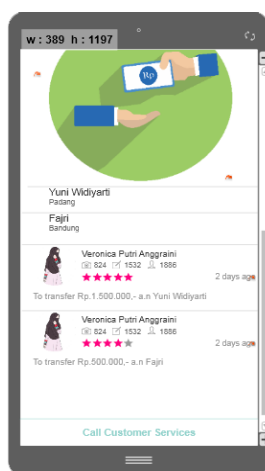 w : 389 h : 1197
Rp
Yuni Widiyarti
Padang
Fajri
Bandung
Veronica Putri Anggraini
824 1532 1886
2 days ago
To transfer Rp.1.500.000,- a.n Yuni Widiyarti
Veronica Putri Anggraini
824 1532 1886
2 days ago
To transfer Rp.500.000,- a.n Fajri
Call Customer Services